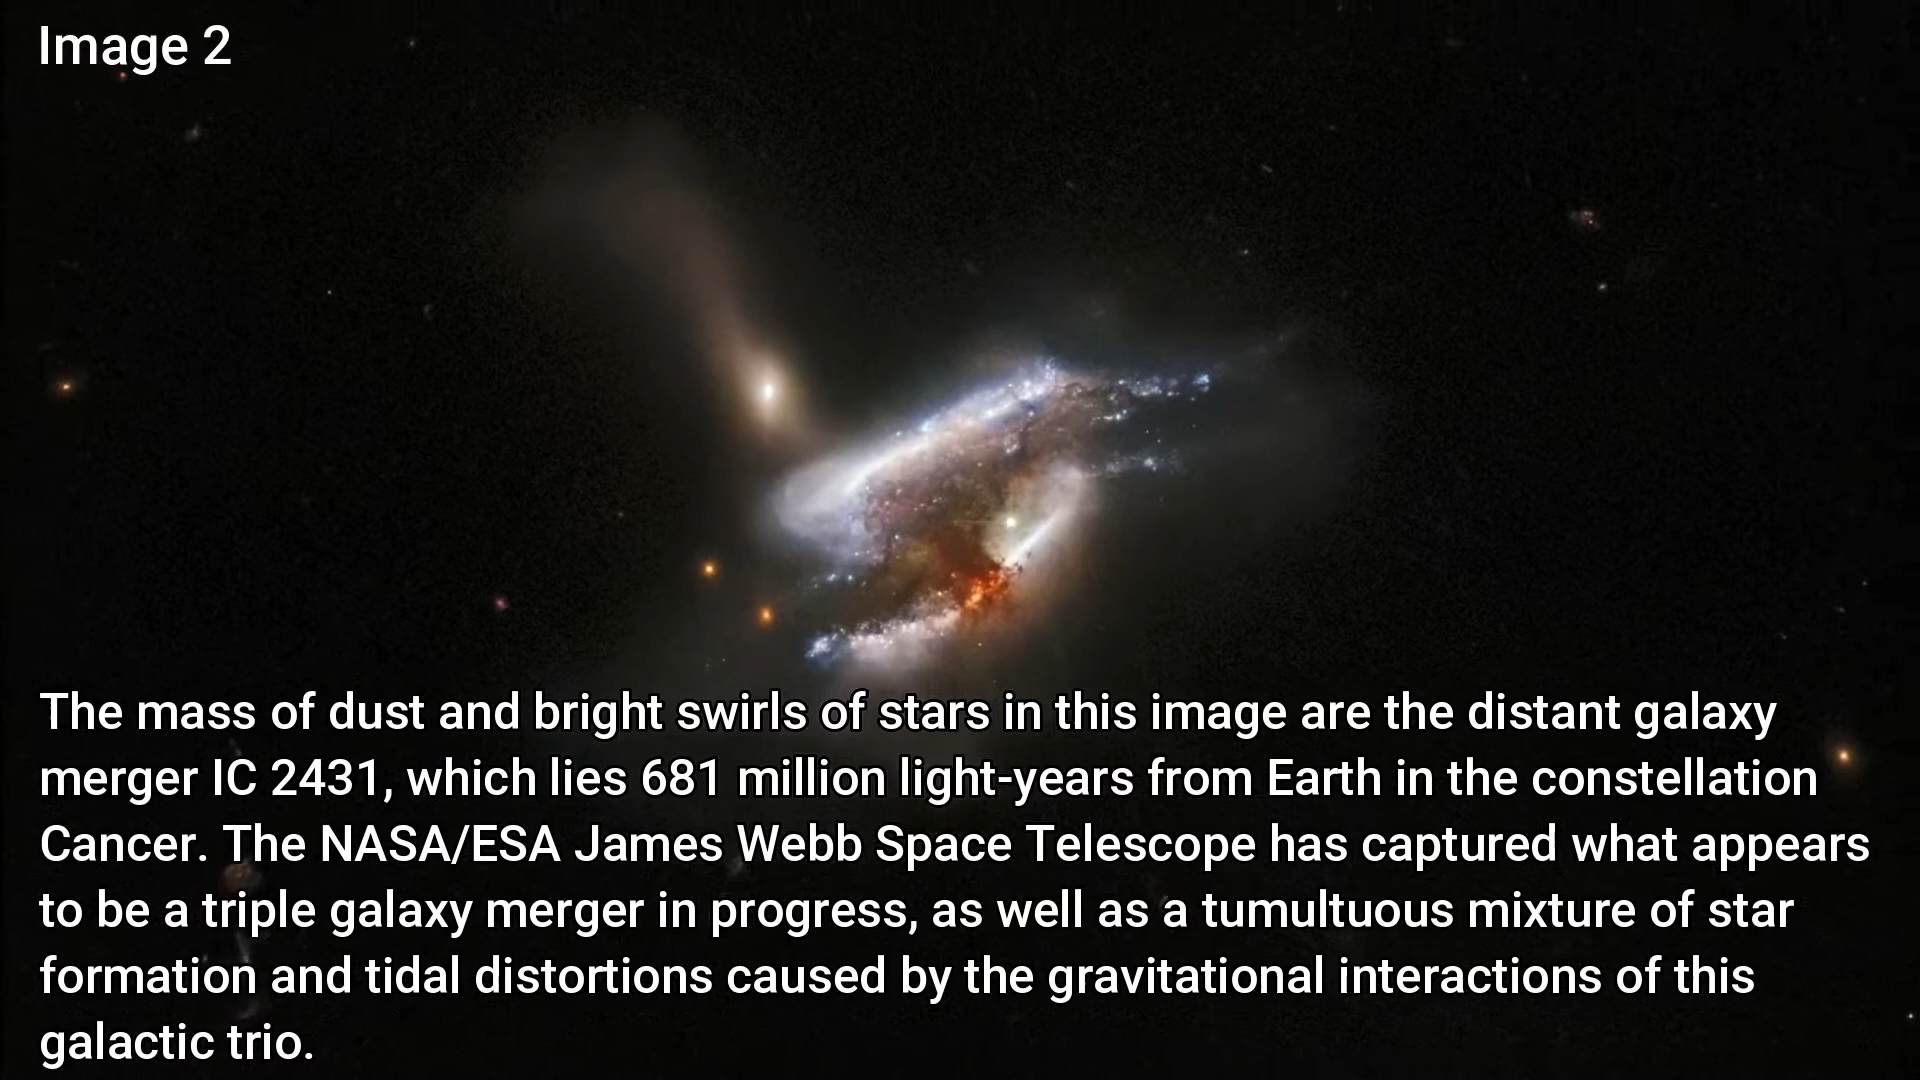 Image 2
The mass of dust and bright swirls of stars in this image are the distant galaxy
merger IC 2431, which lies 681 million light-years from Earth in the constellation
Cancer. The NASA/ESA James Webb Space Telescope has captured what appears
to be a triple galaxy merger in progress, as well as a tumultuous mixture of star
formation and tidal distortions caused by the gravitational interactions of this
galactic trio.